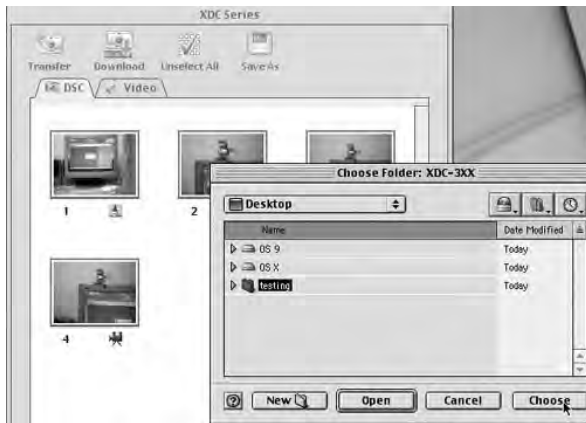 XDC Series
Transfer Download Unselect All Save As
DSC Video
1 2
4
Choose Folder: XDC-3XX
Desktop
Name Date Modified
OS 9 Today
OS X Today
testing Today
? New Open Cancel Choose